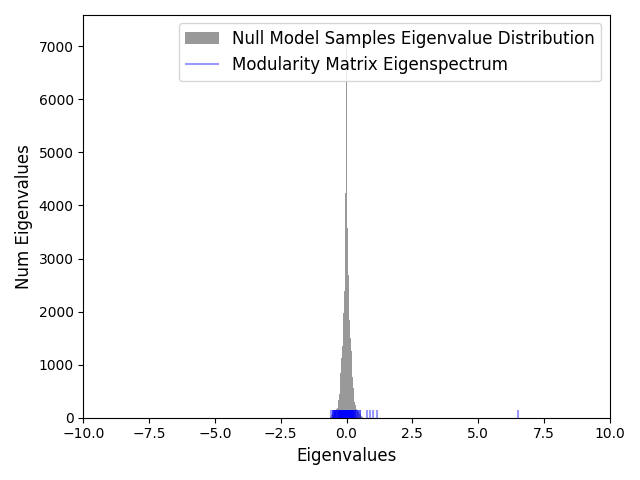 Null Model Samples Eigenvalue Distribution
Modularity Matrix Eigenspectrum
7000
6000
5000
4000
3000
2000
1000
0
Num Eigenvalues
−10.0 −7.5 −5.0 −2.5 0.0 2.5 5.0 7.5 10.0
Eigenvalues